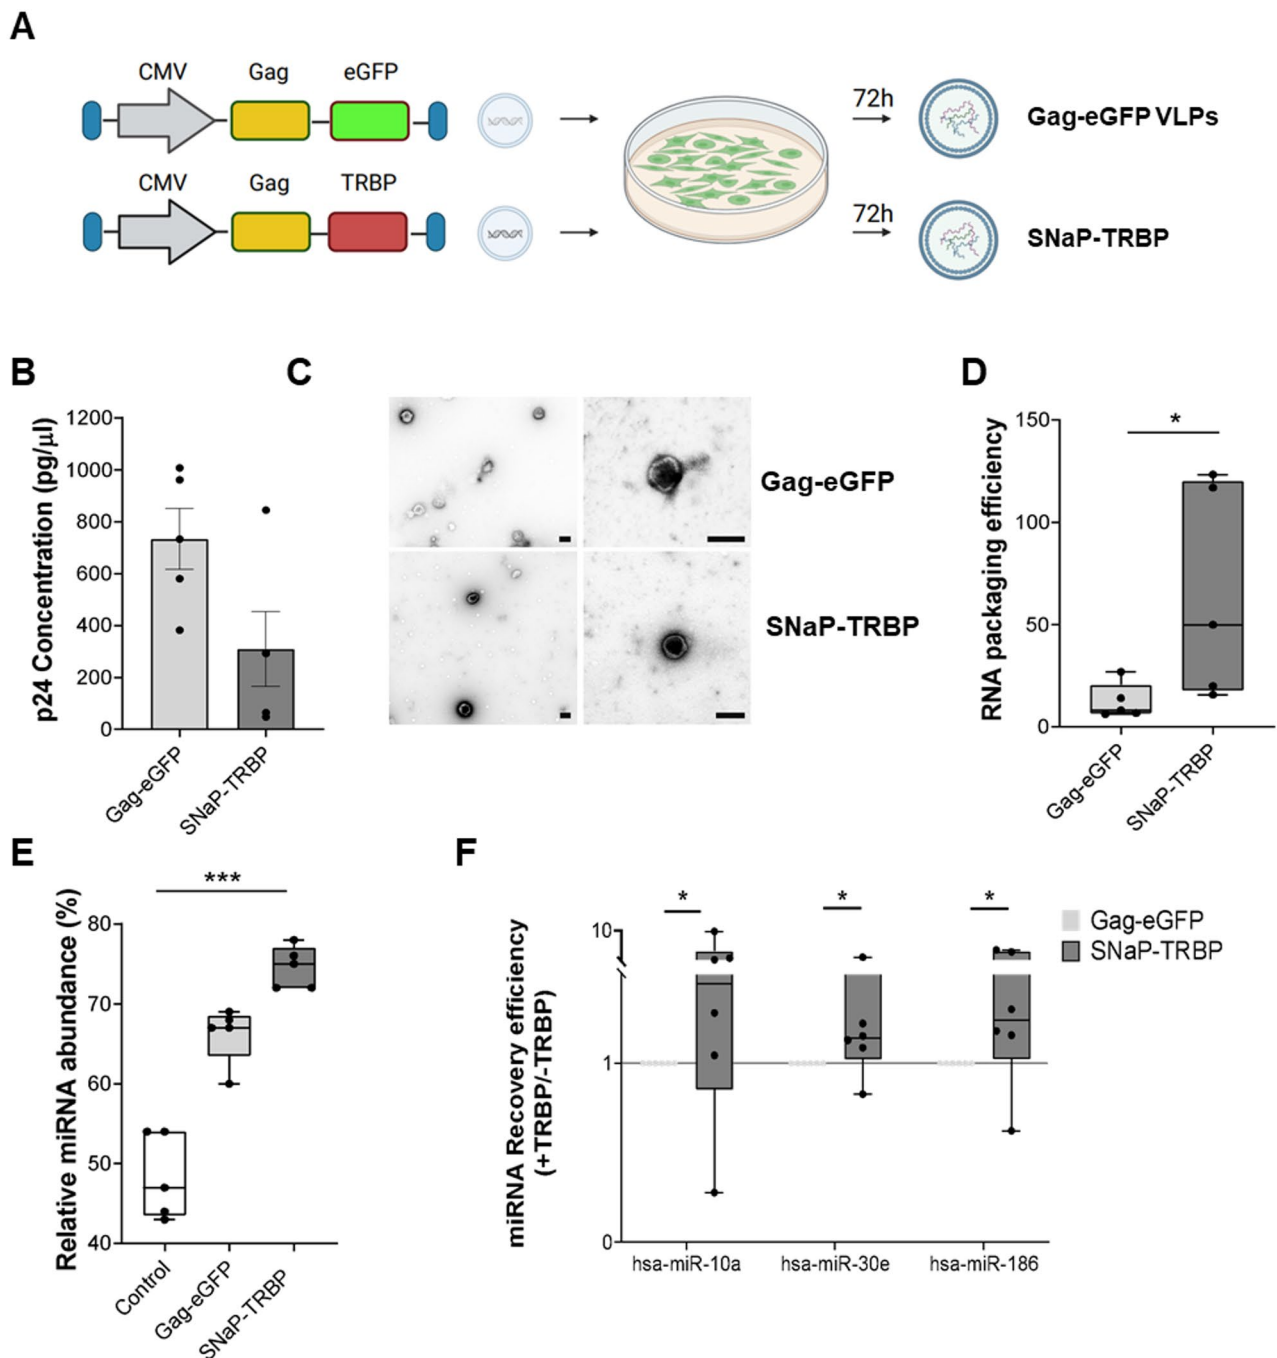 A
CMV Gag eGFP
72h
Gag-eGFP VLPs
CMV Gag TRBP
72h
SNaP-TRBP
B
p24 Concentration (pg/µl)
1200
1000
800
600
400
200
0
Gag-eGFP
SNaP-TRBP
C
Gag-eGFP
SNaP-TRBP
D
RNA packaging efficiency
150
100
50
0
*
Gag-eGFP
SNaP-TRBP
E
Relative miRNA abundance (%)
80
70
60
50
40
***
Control
Gag-eGFP
SNaP-TRBP
F
miRNA Recovery efficiency
(+TRBP/-TRBP)
10
1
0
* * *
hsa-miR-10a hsa-miR-30e hsa-miR-186
Gag-eGFP
SNaP-TRBP